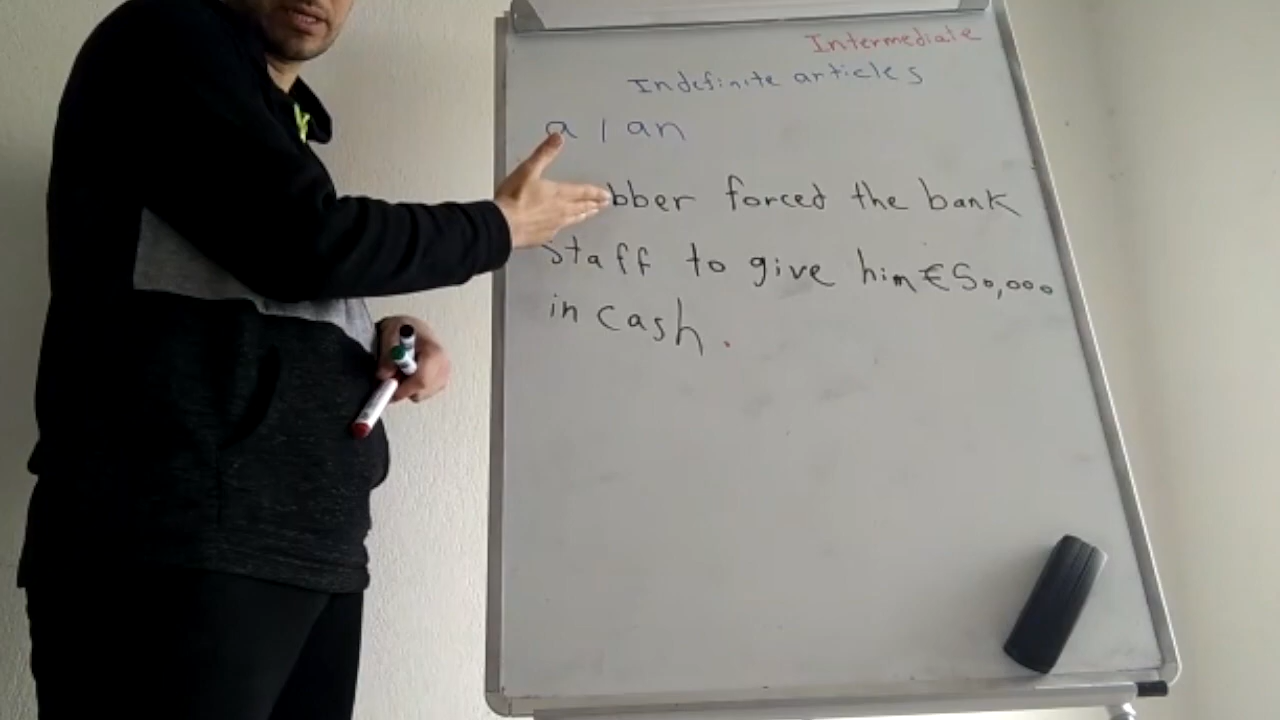 Intermediate
Indefinite articles
a / an
bber forced the bank
staff to give him €50,000
in cash.